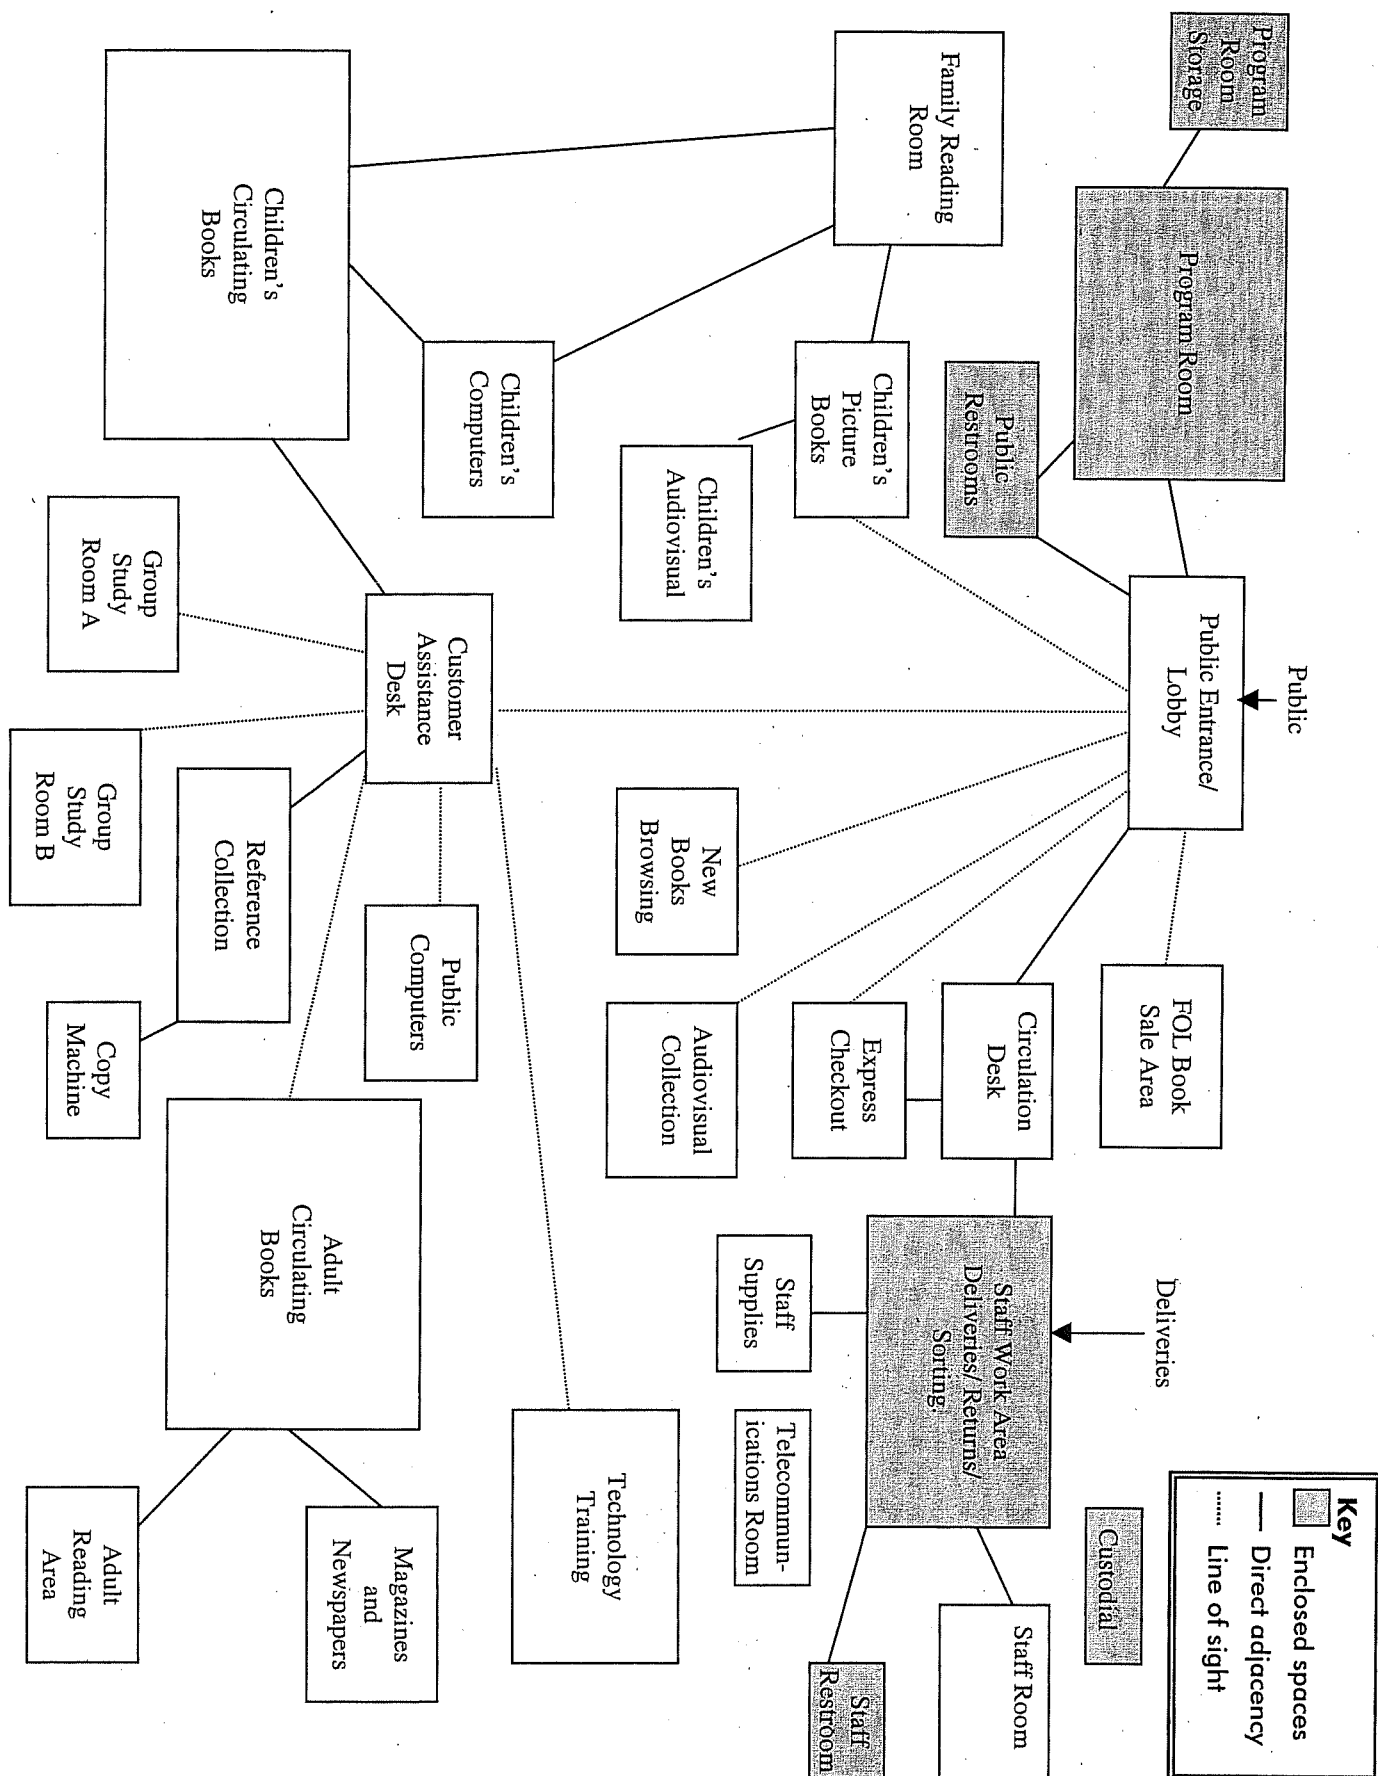 Program
Room
Storage
Program Room
Public
Restrooms
Public
Public Entrance/
Lobby
FOL Book
Sale Area
Circulation
Desk
Express
Checkout
Deliveries
Staff Work Area
Deliveries/ Returns/
Sorting.
Custodial
Key
Enclosed spaces
Direct adjacency
Line of sight
Staff Room
Staff
Restroom
Staff
Supplies
Telecommun-
ications Room
Family Reading
Room
Children's
Picture
Books
Children's
Audiovisual
New
Books
Browsing
Audiovisual
Collection
Technology
Training
Children's
Computers
Customer
Assistance
Desk
Public
Computers
Children's
Circulating
Books
Reference
Collection
Adult
Circulating
Books
Magazines
and
Newspapers
Group
Study
Room A
Group
Study
Room B
Copy
Machine
Adult
Reading
Area